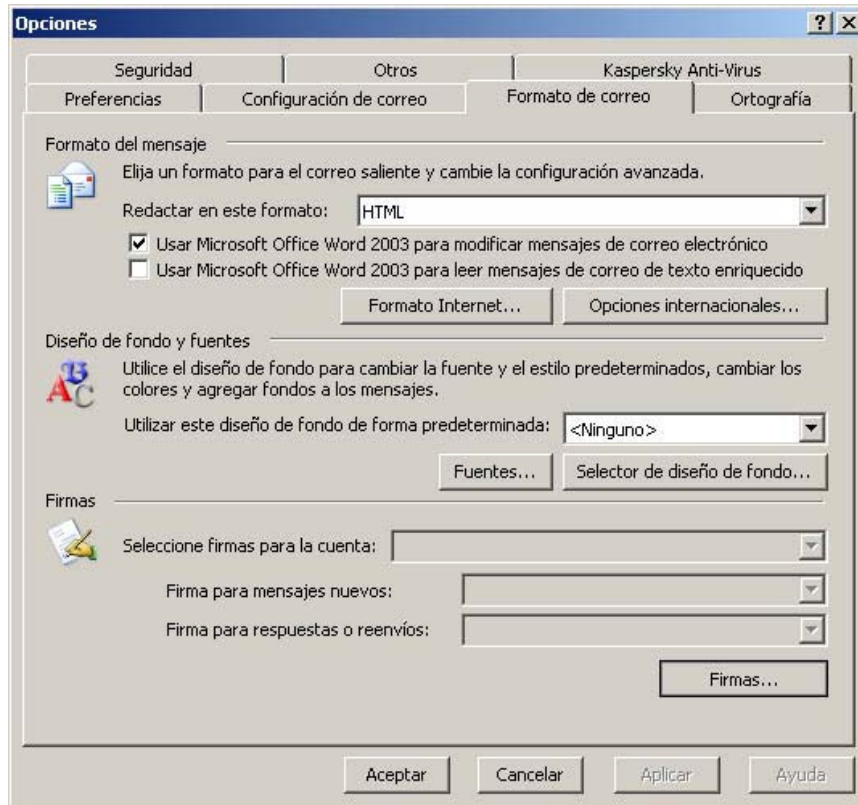 Opciones
Seguridad
Otros
Kaspersky Anti-Virus
Preferencias
Configuración de correo
Formato de correo
Ortografía
Formato del mensaje
Elija un formato para el correo saliente y cambie la configuración avanzada.
Redactar en este formato: HTML
Usar Microsoft Office Word 2003 para modificar mensajes de correo electrónico
Usar Microsoft Office Word 2003 para leer mensajes de correo de texto enriquecido
Formato Internet...
Opciones internacionales...
Diseño de fondo y fuentes
Utilice el diseño de fondo para cambiar la fuente y el estilo predeterminados, cambiar los
colores y agregar fondos a los mensajes.
Utilizar este diseño de fondo de forma predeterminada: <Ninguno>
Fuentes...
Selector de diseño de fondo...
Firmas
Seleccione firmas para la cuenta:
Firma para mensajes nuevos:
Firma para respuestas o reenvíos:
Firmas...
Aceptar
Cancelar
Aplicar
Ayuda